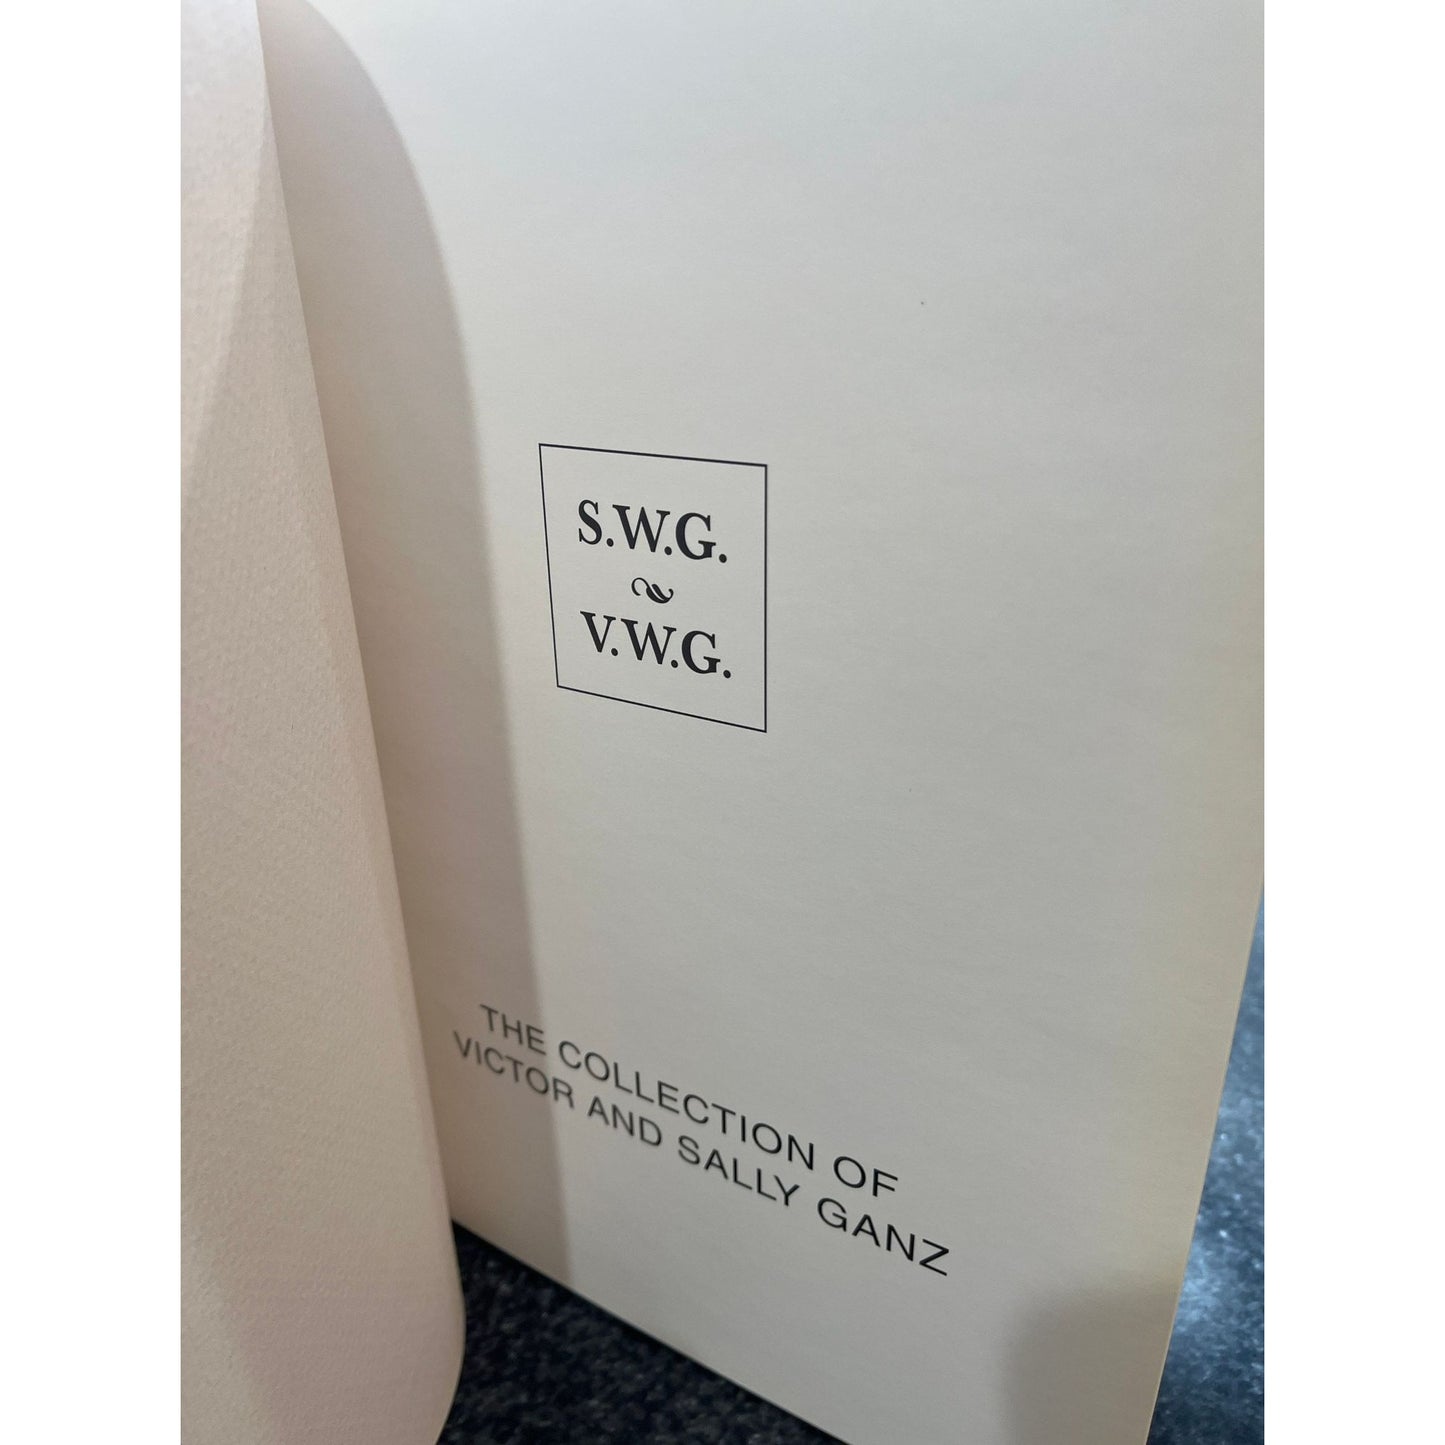 S.W.G.
V.W.G.
THE COLLECTION OF
VICTOR AND SALLY GANZ